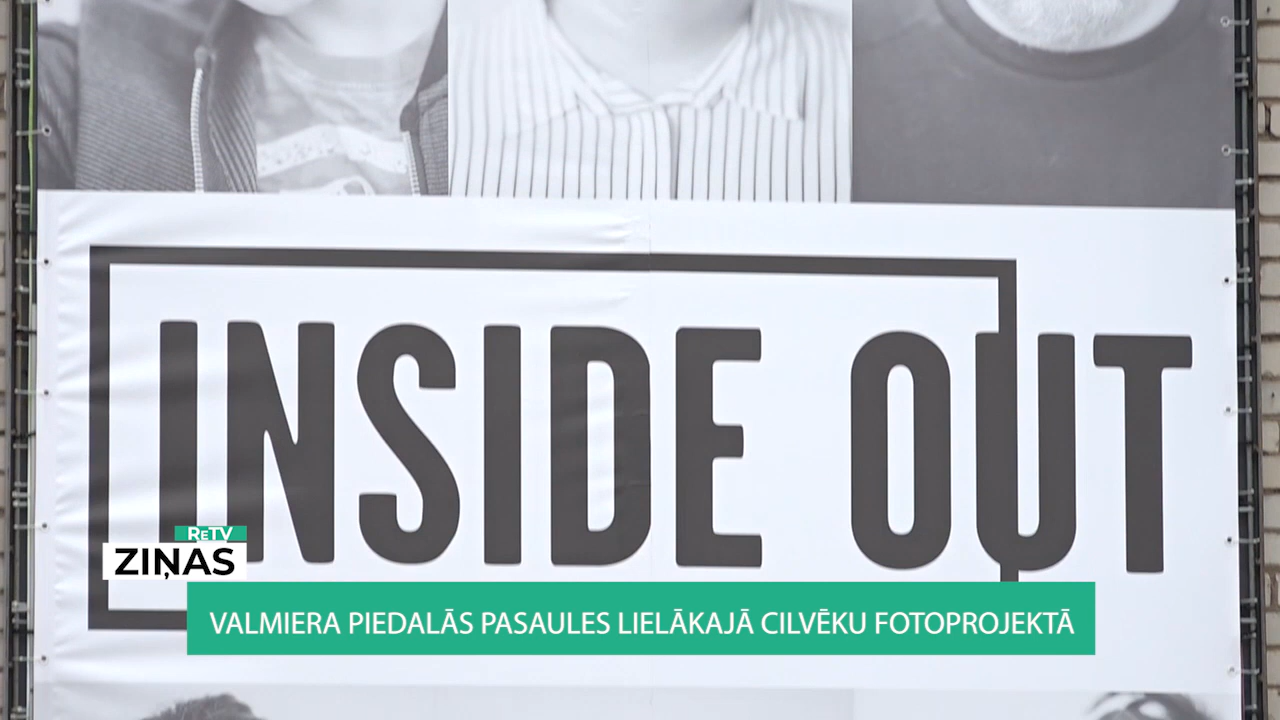 INSIDE OUT
ReTV
ZIŅAS
VALMIERA PIEDALĀS PASAULES LIELĀKAJĀ CILVĒKU FOTOPROJEKTĀ